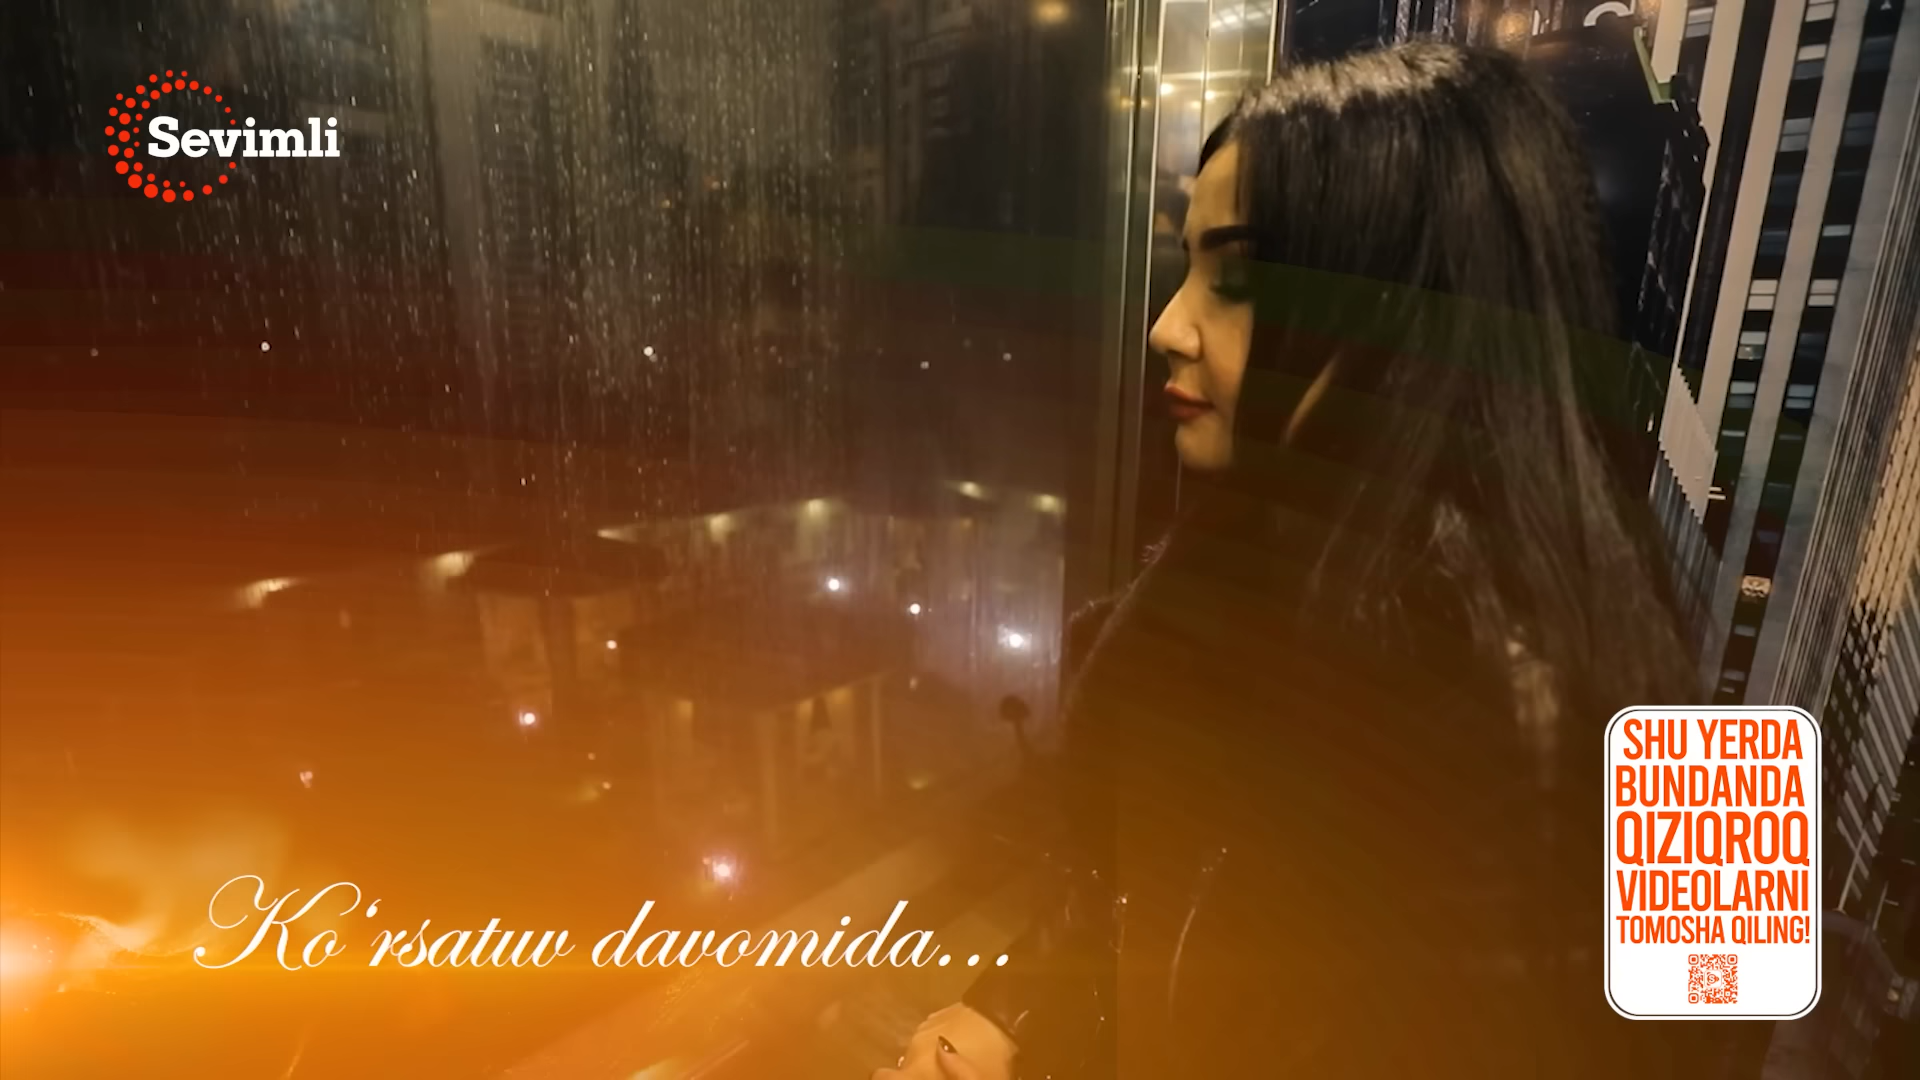 Sevimli
Ko‘rsatuv davomida...
SHU YERDA
BUNDANDA
QIZIQROQ
VIDEOLARNI
TOMOSHA QILING!